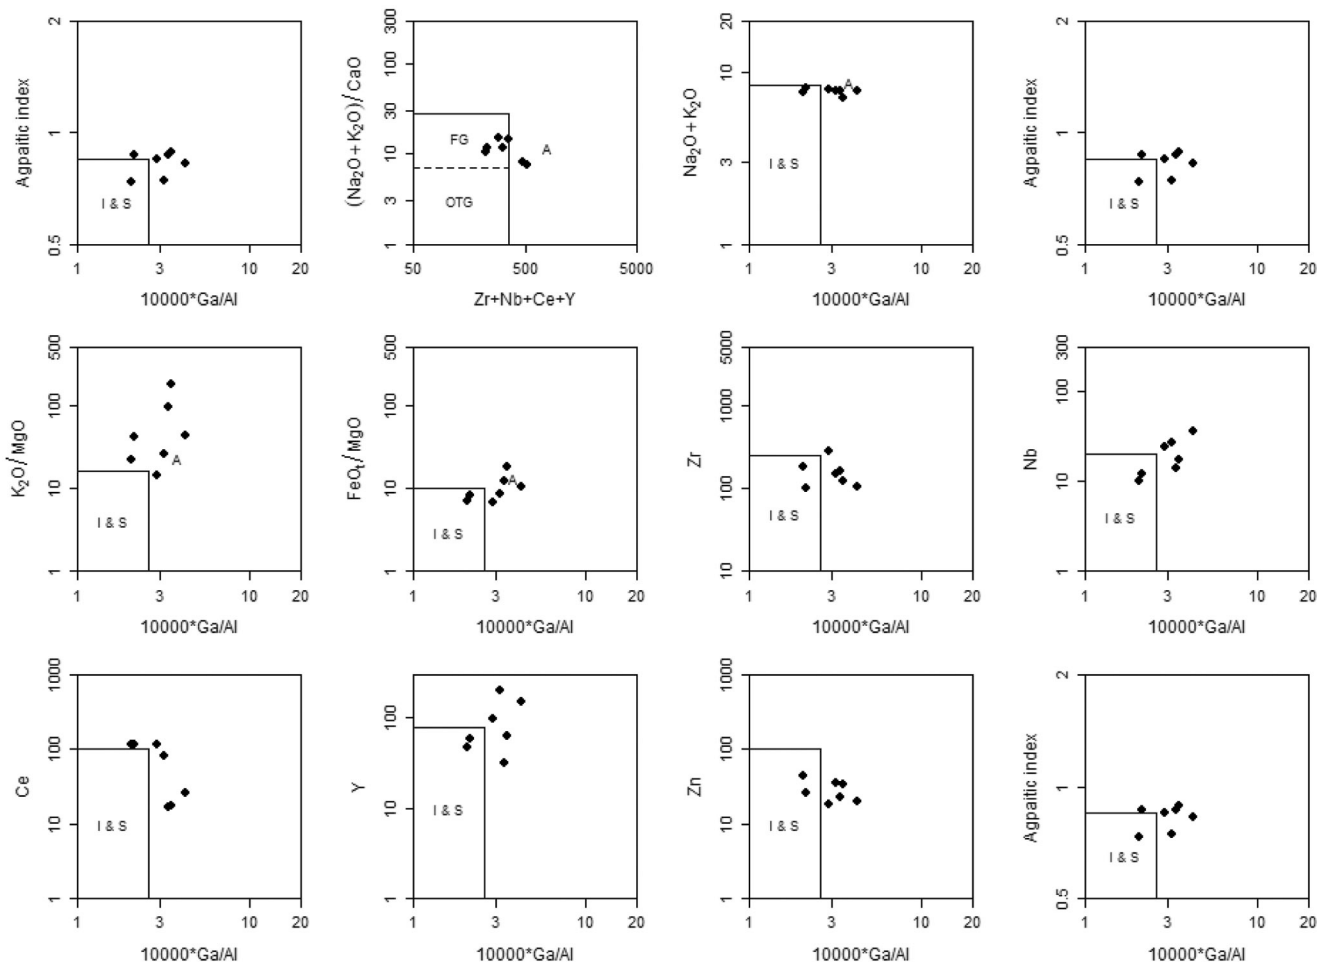 Agpaitic index
2
1
0.5
I & S
1 3 10 20
10000*Ga/Al
(Na₂O+K₂O)/CaO
300
100
30
10
3
1
FG
A
OTG
50 500 5000
Zr+Nb+Ce+Y
Na₂O+K₂O
20
10
3
1
A
I & S
1 3 10 20
10000*Ga/Al
Agpaitic index
2
1
0.5
I & S
1 3 10 20
10000*Ga/Al
K₂O/MgO
500
100
10
1
A
I & S
1 3 10 20
10000*Ga/Al
FeOₜ/MgO
500
100
10
1
A
I & S
1 3 10 20
10000*Ga/Al
Zr
5000
1000
100
10
I & S
1 3 10 20
10000*Ga/Al
Nb
300
100
10
1
I & S
1 3 10 20
10000*Ga/Al
Ce
1000
100
10
1
I & S
1 3 10 20
10000*Ga/Al
Y
100
10
1
I & S
1 3 10 20
10000*Ga/Al
Zn
1000
100
10
1
I & S
1 3 10 20
10000*Ga/Al
Agpaitic index
2
1
0.5
I & S
1 3 10 20
10000*Ga/Al